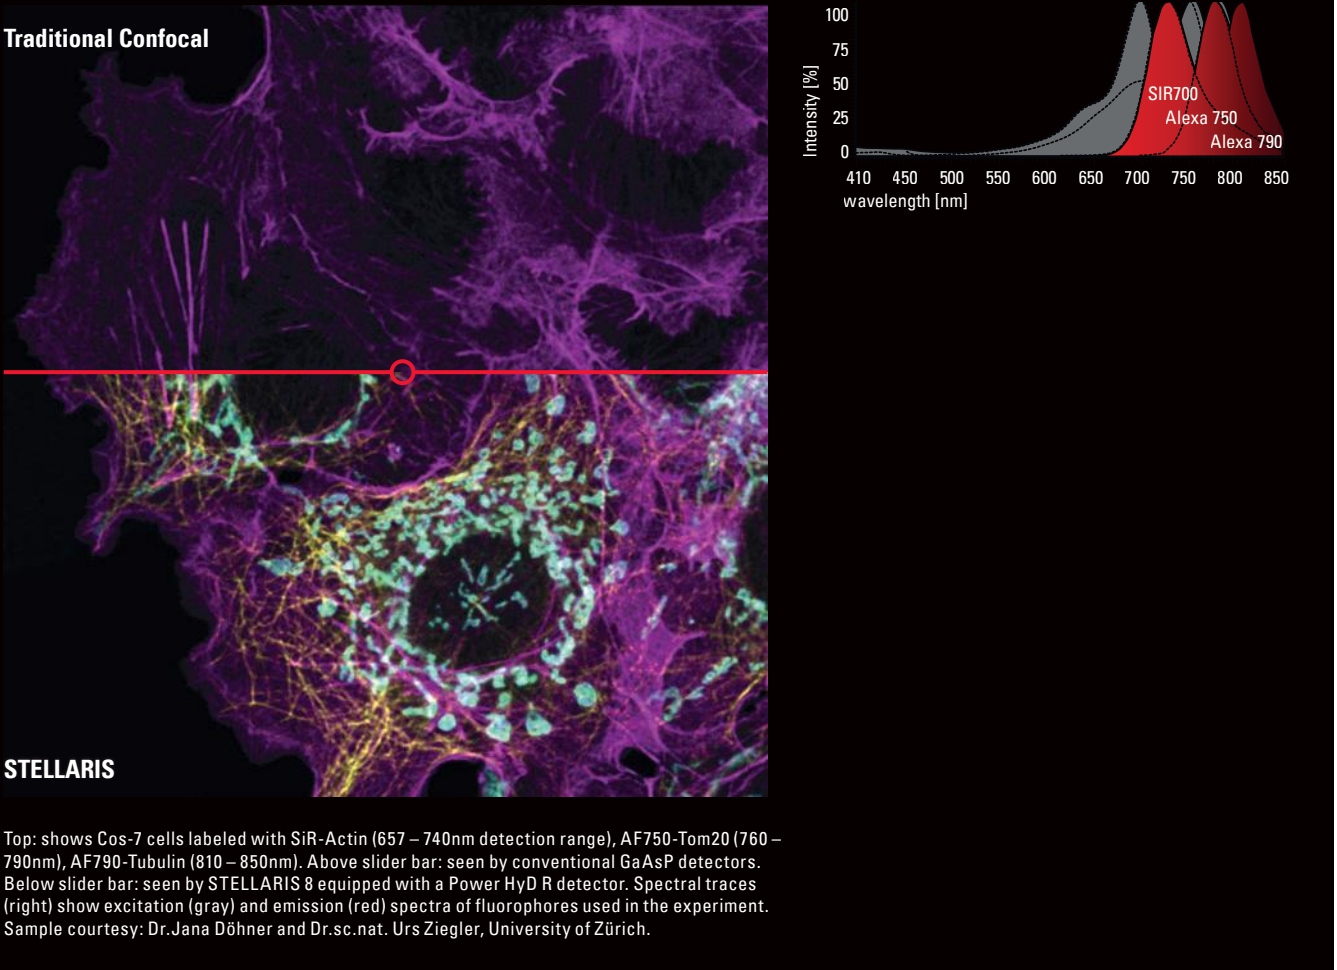 Traditional Confocal
STELLARIS
100
75
50
25
0
Intensity [%]
SIR700
Alexa 750
Alexa 790
410 450 500 550 600 650 700 750 800 850
wavelength [nm]
Top: shows Cos-7 cells labeled with SiR-Actin (657 – 740nm detection range), AF750-Tom20 (760 –
790nm), AF790-Tubulin (810 – 850nm). Above slider bar: seen by conventional GaAsP detectors.
Below slider bar: seen by STELLARIS 8 equipped with a Power HyD R detector. Spectral traces
(right) show excitation (gray) and emission (red) spectra of fluorophores used in the experiment.
Sample courtesy: Dr.Jana Döhner and Dr.sc.nat. Urs Ziegler, University of Zürich.